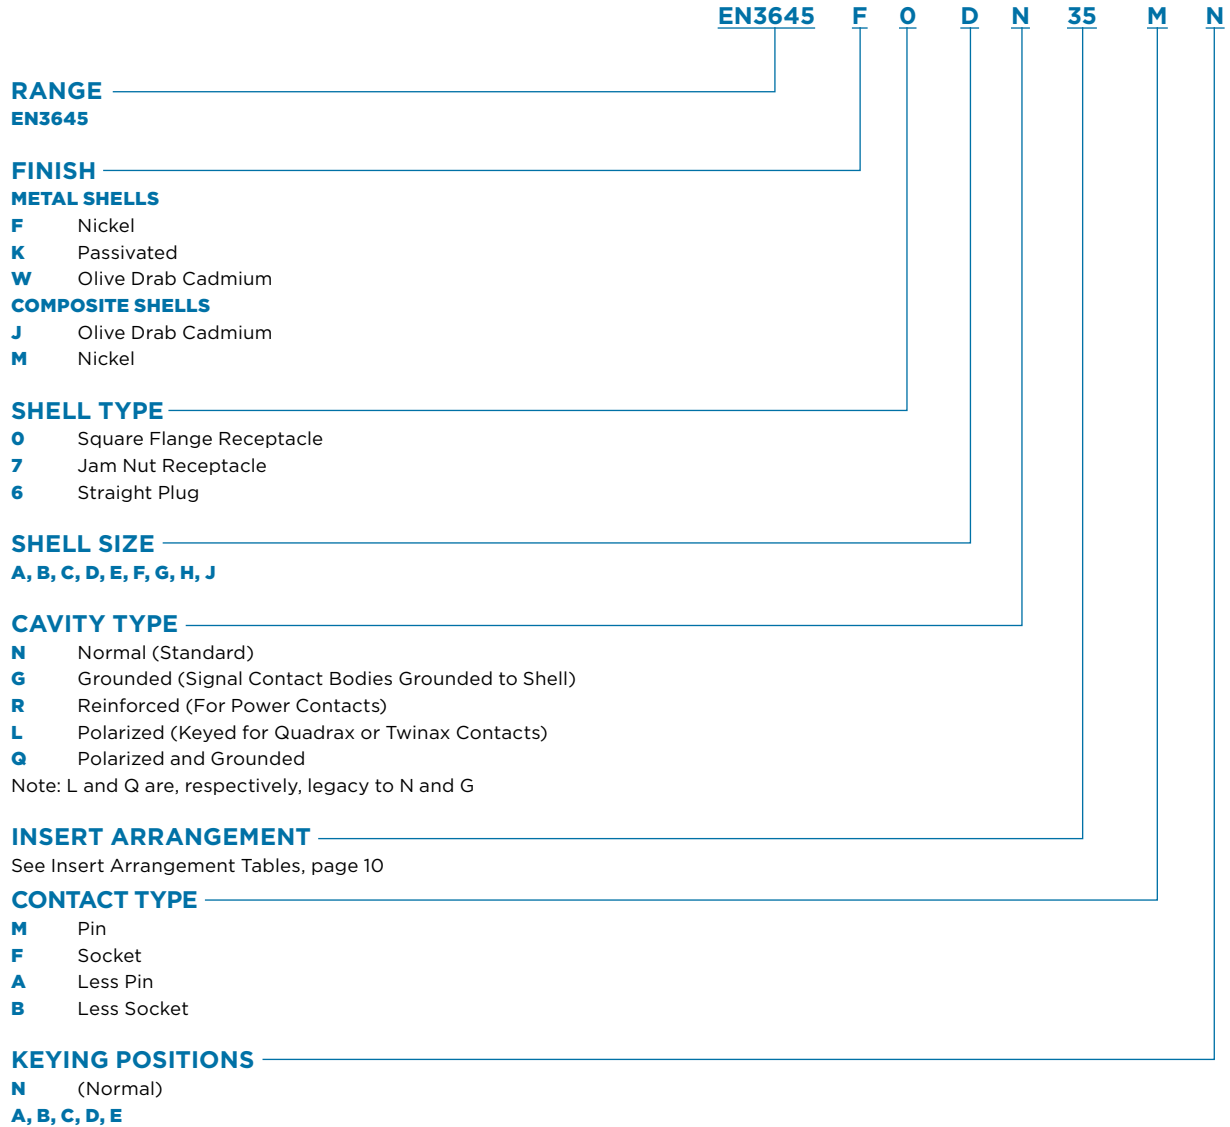 EN3645 F 0 D N 35 M N
RANGE
EN3645
FINISH
METAL SHELLS
F Nickel
K Passivated
W Olive Drab Cadmium
COMPOSITE SHELLS
J Olive Drab Cadmium
M Nickel
SHELL TYPE
0 Square Flange Receptacle
7 Jam Nut Receptacle
6 Straight Plug
SHELL SIZE
A, B, C, D, E, F, G, H, J
CAVITY TYPE
N Normal (Standard)
G Grounded (Signal Contact Bodies Grounded to Shell)
R Reinforced (For Power Contacts)
L Polarized (Keyed for Quadrax or Twinax Contacts)
Q Polarized and Grounded
Note: L and Q are, respectively, legacy to N and G
INSERT ARRANGEMENT
See Insert Arrangement Tables, page 10
CONTACT TYPE
M Pin
F Socket
A Less Pin
B Less Socket
KEYING POSITIONS
N (Normal)
A, B, C, D, E